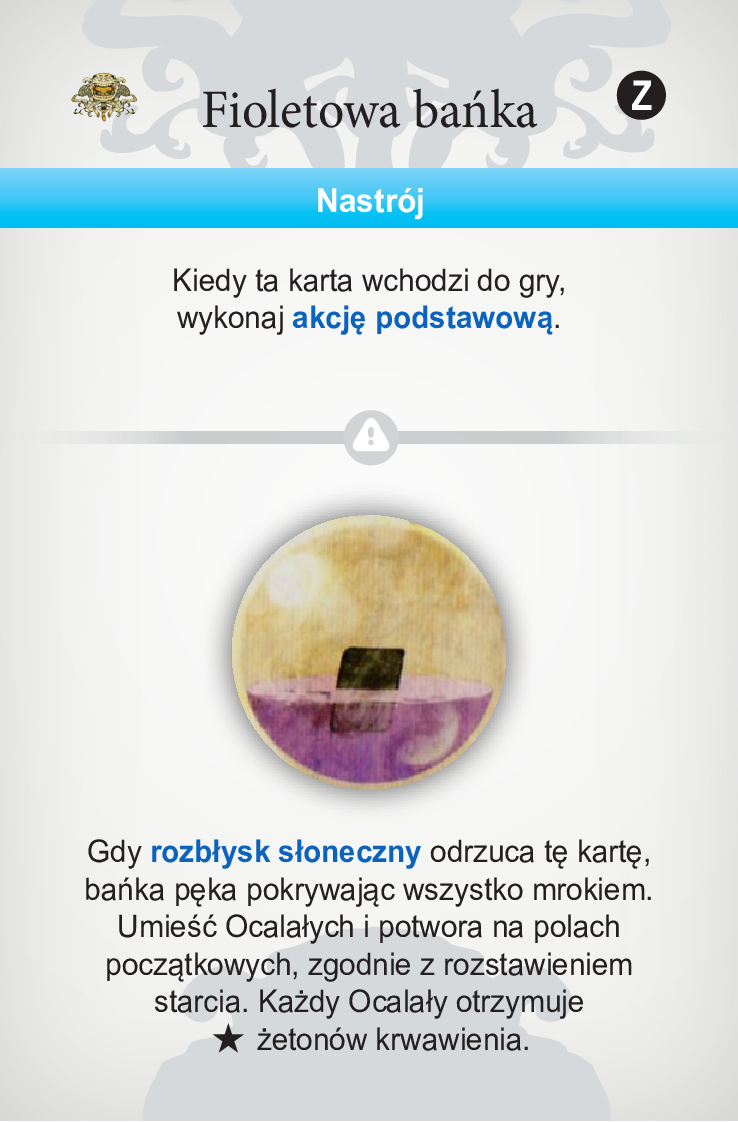 Fioletowa bańka
Z
Nastrój
Kiedy ta karta wchodzi do gry,
wykonaj akcję podstawową.
Gdy rozbłysk słoneczny odrzuca tę kartę,
bańka pęka pokrywając wszystko mrokiem.
Umieść Ocalałych i potwora na polach
początkowych, zgodnie z rozstawieniem
starcia. Każdy Ocalały otrzymuje
★ żetonów krwawienia.